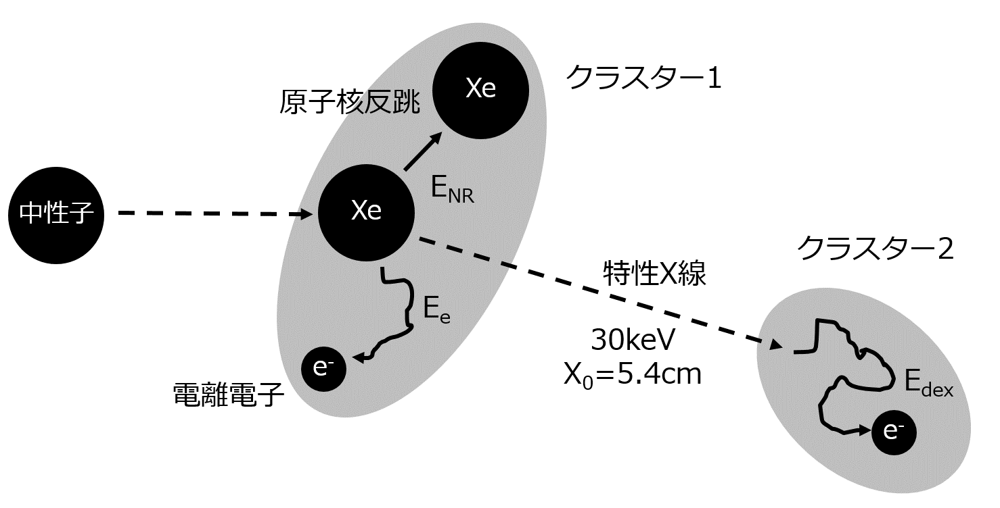 クラスター1
Xe
原子核反跳
中性子
Xe
E_NR
クラスター2
特性X線
E_e
30keV
X_0=5.4cm
e^-
電離電子
E_dex
e^-